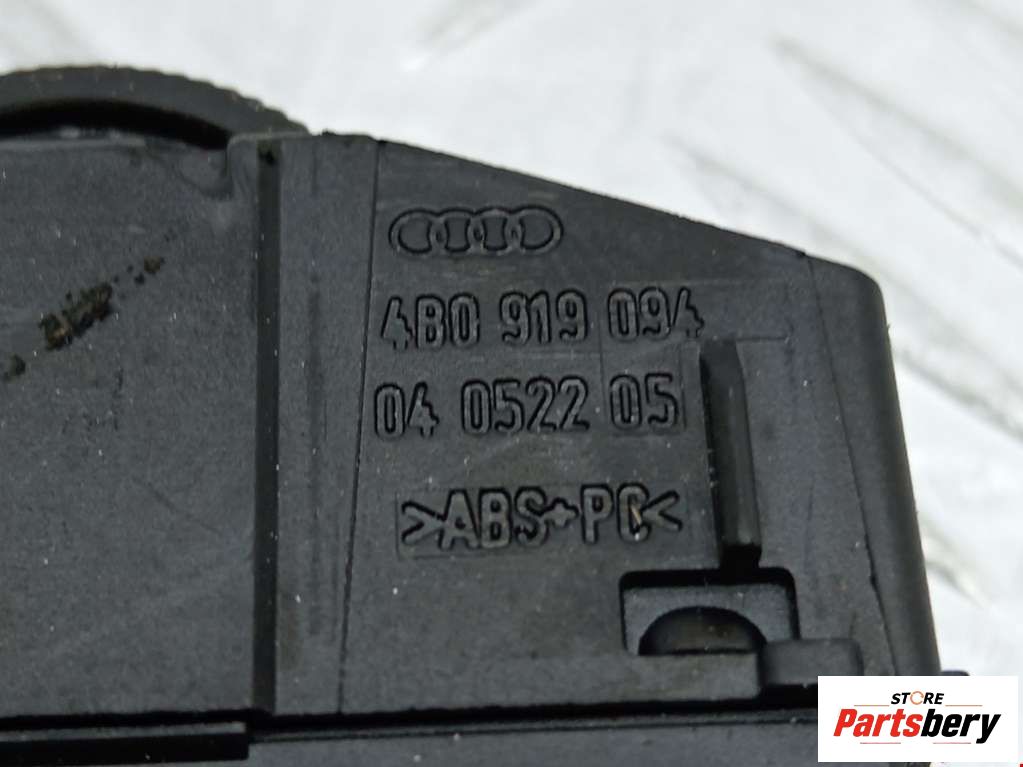 4B0 919 094
04 0522 05
>ABS+PC<
STORE
Partsbery